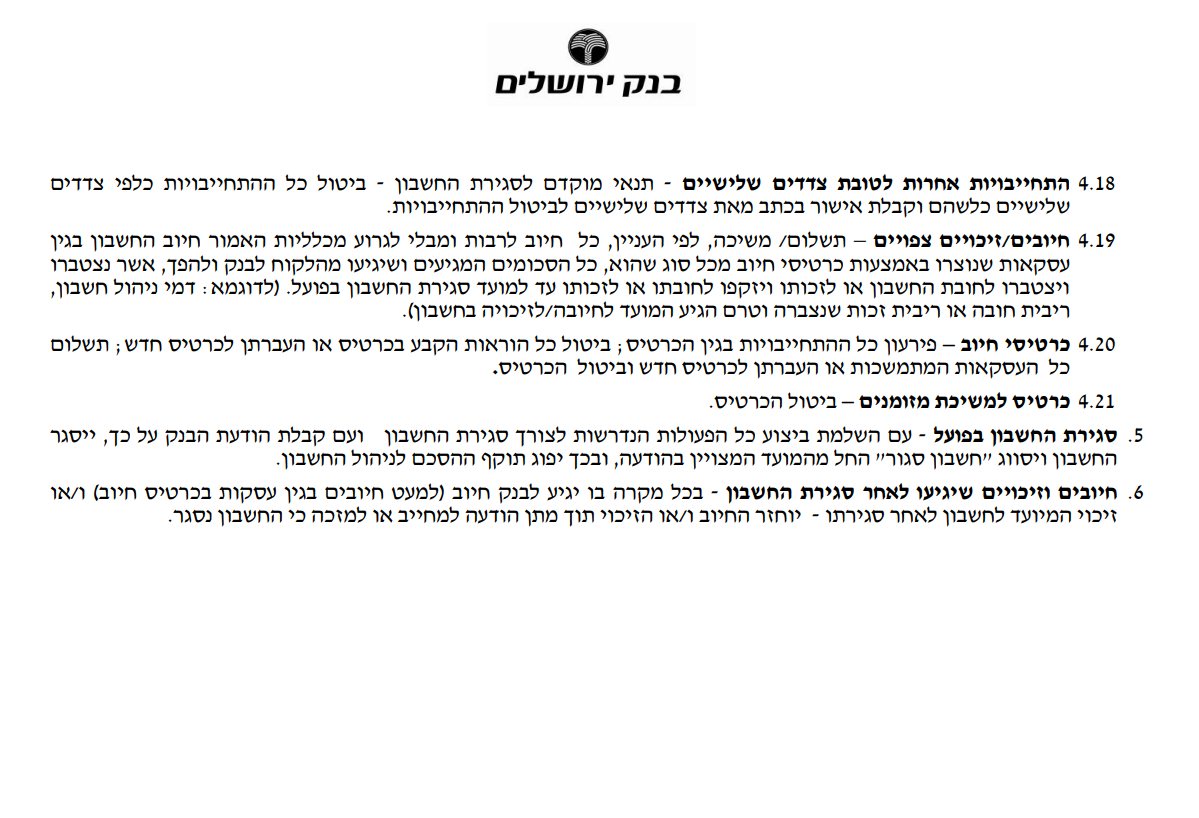 בנק ירושלים
4.18 התחייבויות אחרות לטובת צדדים שלישיים - תנאי מוקדם לסגירת החשבון - ביטול כל ההתחייבויות כלפי צדדים
שלישיים כלשהם וקבלת אישור בכתב מאת צדדים שלישיים לביטול ההתחייבויות.
4.19 חיובים/זיכויים צפויים – תשלום/ משיכה, לפי העניין, כל חיוב לרבות ומבלי לגרוע מכלליות האמור חיוב החשבון בגין
עסקאות שנוצרו באמצעות כרטיסי חיוב מכל סוג שהוא, כל הסכומים המגיעים ושיגיעו מהלקוח לבנק ולהפך, אשר נצטברו
ויצטברו לחובת החשבון או לזכותו ויזקפו לחובתו או לזכותו עד למועד סגירת החשבון בפועל. (לדוגמא: דמי ניהול חשבון,
ריבית חובה או ריבית זכות שנצברה וטרם הגיע המועד לחיובה/לזיכויה בחשבון).
4.20 כרטיסי חיוב – פירעון כל ההתחייבויות בגין הכרטיס; ביטול כל הוראות הקבע בכרטיס או העברתן לכרטיס חדש; תשלום
כל העסקאות המתמשכות או העברתן לכרטיס חדש וביטול הכרטיס.
4.21 כרטיס למשיכת מזומנים – ביטול הכרטיס.
5. סגירת החשבון בפועל - עם השלמת ביצוע כל הפעולות הנדרשות לצורך סגירת החשבון ועם קבלת הודעת הבנק על כך, ייסגר
החשבון ויסווג "חשבון סגור" החל מהמועד המצויין בהודעה, ובכך יפוג תוקף ההסכם לניהול החשבון.
6. חיובים וזיכויים שיגיעו לאחר סגירת החשבון - בכל מקרה בו יגיע לבנק חיוב (למעט חיובים בגין עסקות בכרטיס חיוב) ו/או
זיכוי המיועד לחשבון לאחר סגירתו - יוחזר החיוב ו/או הזיכוי תוך מתן הודעה למחייב או למזכה כי החשבון נסגר.